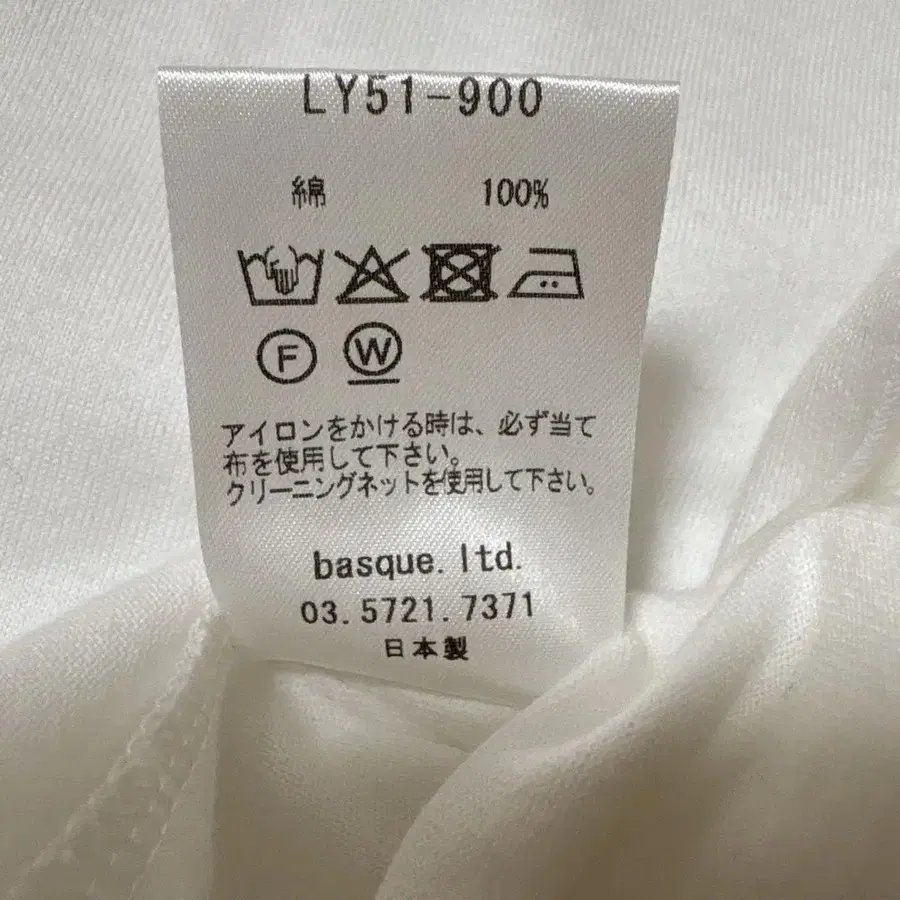 LY51-900
綿 100%
F W
アイロンをかける時は、必ず当て
布を使用して下さい。
クリーニングネットを使用して下さい。
basque.ltd.
03.5721.7371
日本製